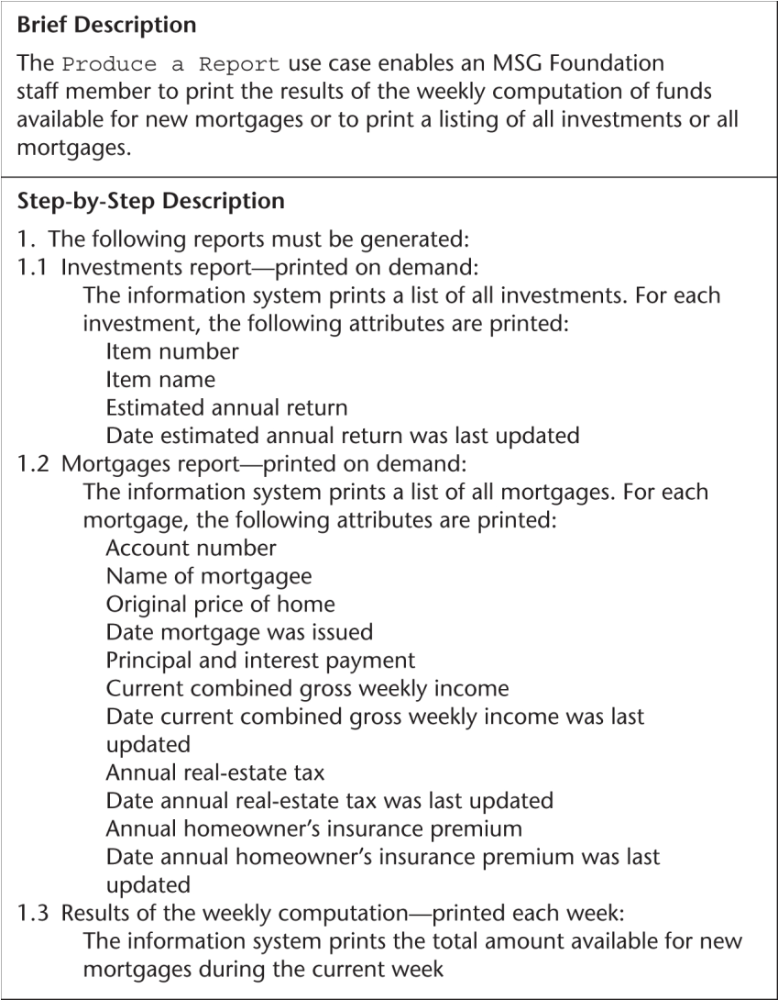 Brief Description
The Produce a Report use case enables an MSG Foundation
staff member to print the results of the weekly computation of funds
available for new mortgages or to print a listing of all investments or all
mortgages.
Step-by-Step Description
1. The following reports must be generated:
1.1 Investments report—printed on demand:
The information system prints a list of all investments. For each
investment, the following attributes are printed:
Item number
Item name
Estimated annual return
Date estimated annual return was last updated
1.2 Mortgages report—printed on demand:
The information system prints a list of all mortgages. For each
mortgage, the following attributes are printed:
Account number
Name of mortgagee
Original price of home
Date mortgage was issued
Principal and interest payment
Current combined gross weekly income
Date current combined gross weekly income was last
updated
Annual real-estate tax
Date annual real-estate tax was last updated
Annual homeowner’s insurance premium
Date annual homeowner’s insurance premium was last
updated
1.3 Results of the weekly computation—printed each week:
The information system prints the total amount available for new
mortgages during the current week